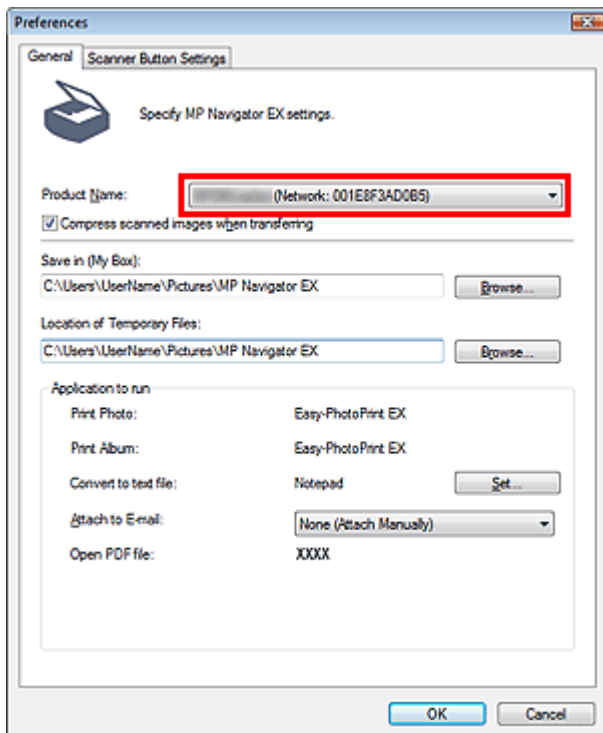 Preferences
General Scanner Button Settings
Specify MP Navigator EX settings.
Product Name: (Network: 001E8F3AD0B5)
Compress scanned images when transferring
Save in (My Box):
C:\Users\UserName\Pictures\MP Navigator EX Browse...
Location of Temporary Files:
C:\Users\UserName\Pictures\MP Navigator EX Browse...
Application to run
Print Photo: Easy-PhotoPrint EX
Print Album: Easy-PhotoPrint EX
Convert to text file: Notepad Set...
Attach to E-mail: None (Attach Manually)
Open PDF file: XXXX
OK Cancel